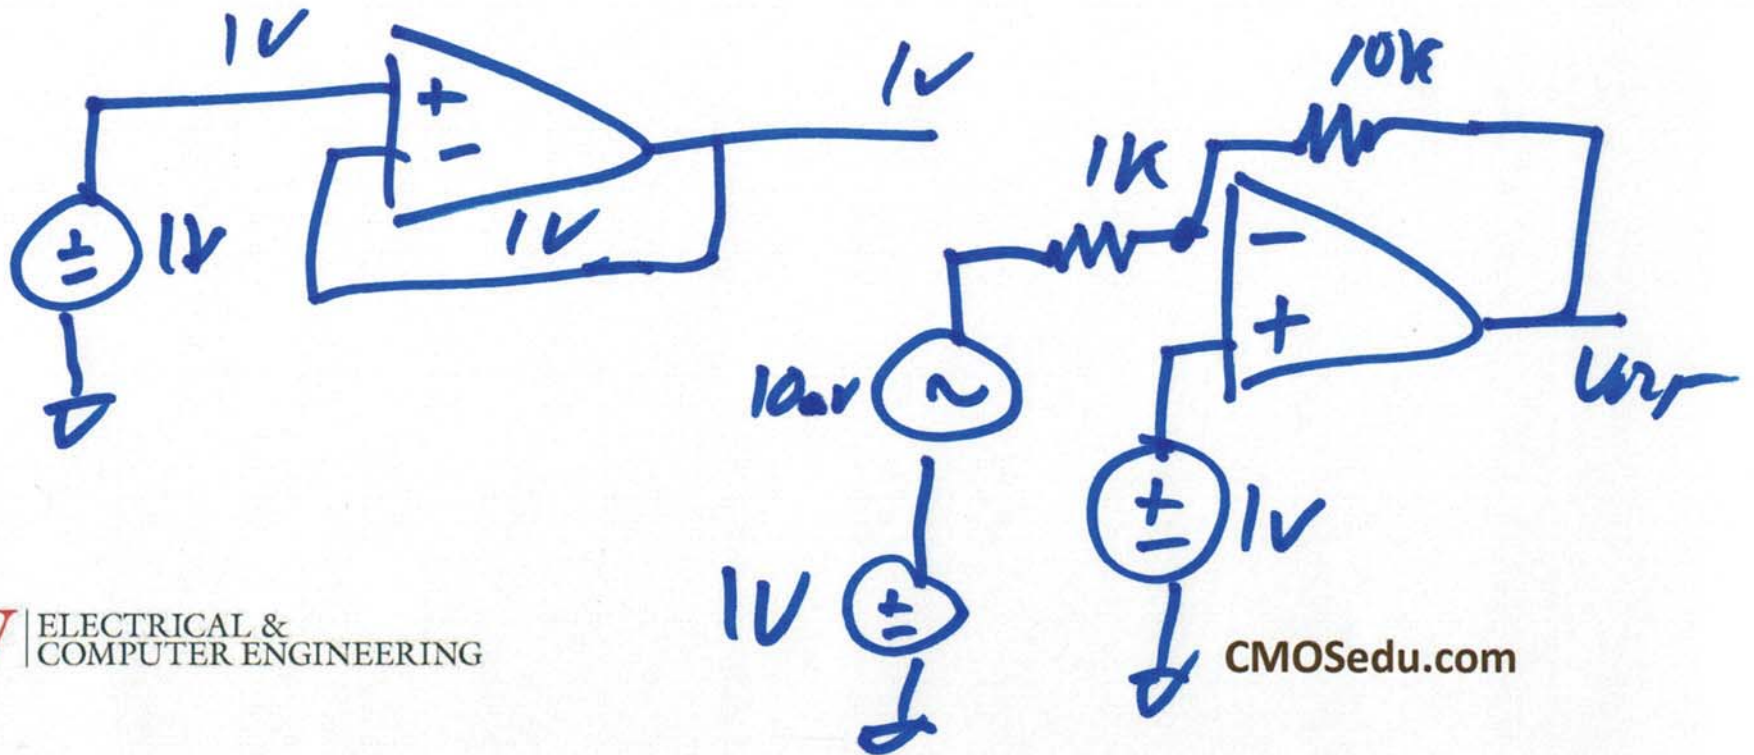 1V
+
-
1V
1V
± 1V
10K
1K
-
+
10mV ~
Vout
1V ±
± 1V
ELECTRICAL &
COMPUTER ENGINEERING
CMOSedu.com